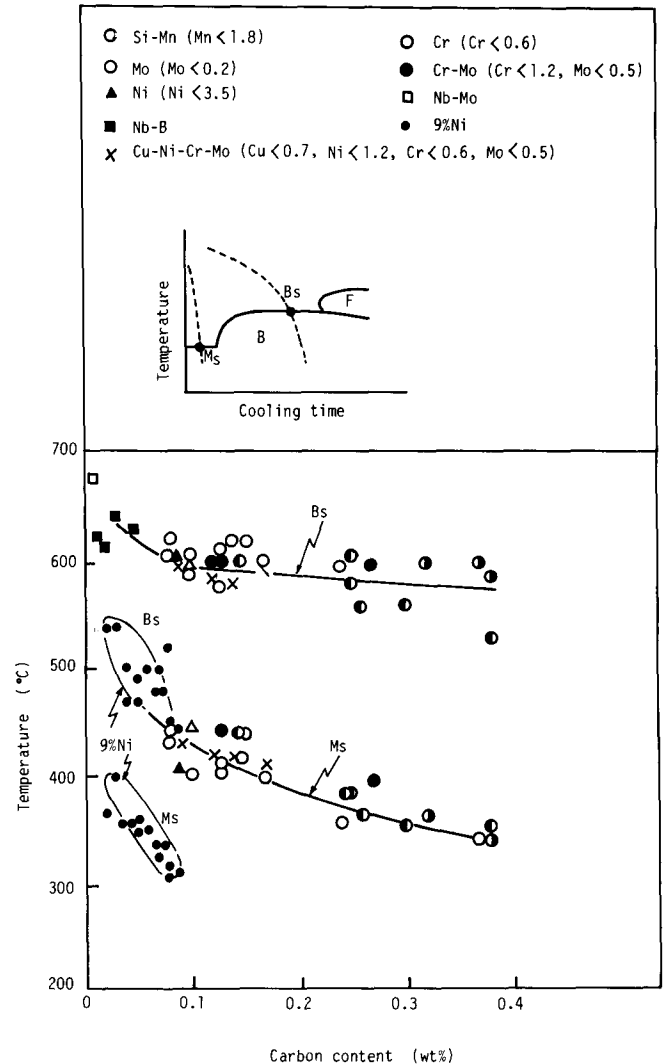 Si-Mn (Mn<1.8)
Cr (Cr<0.6)
Mo (Mo<0.2)
Cr-Mo (Cr<1.2, Mo<0.5)
Ni (Ni<3.5)
Nb-Mo
Nb-B
9%Ni
Cu-Ni-Cr-Mo (Cu<0.7, Ni<1.2, Cr<0.6, Mo<0.5)
Temperature
Bs
F
B
Ms
Cooling time
700
Bs
600
Bs
500
9%Ni
Ms
400
Ms
300
200
Temperature (°C)
0 0.1 0.2 0.3 0.4
Carbon content (wt%)